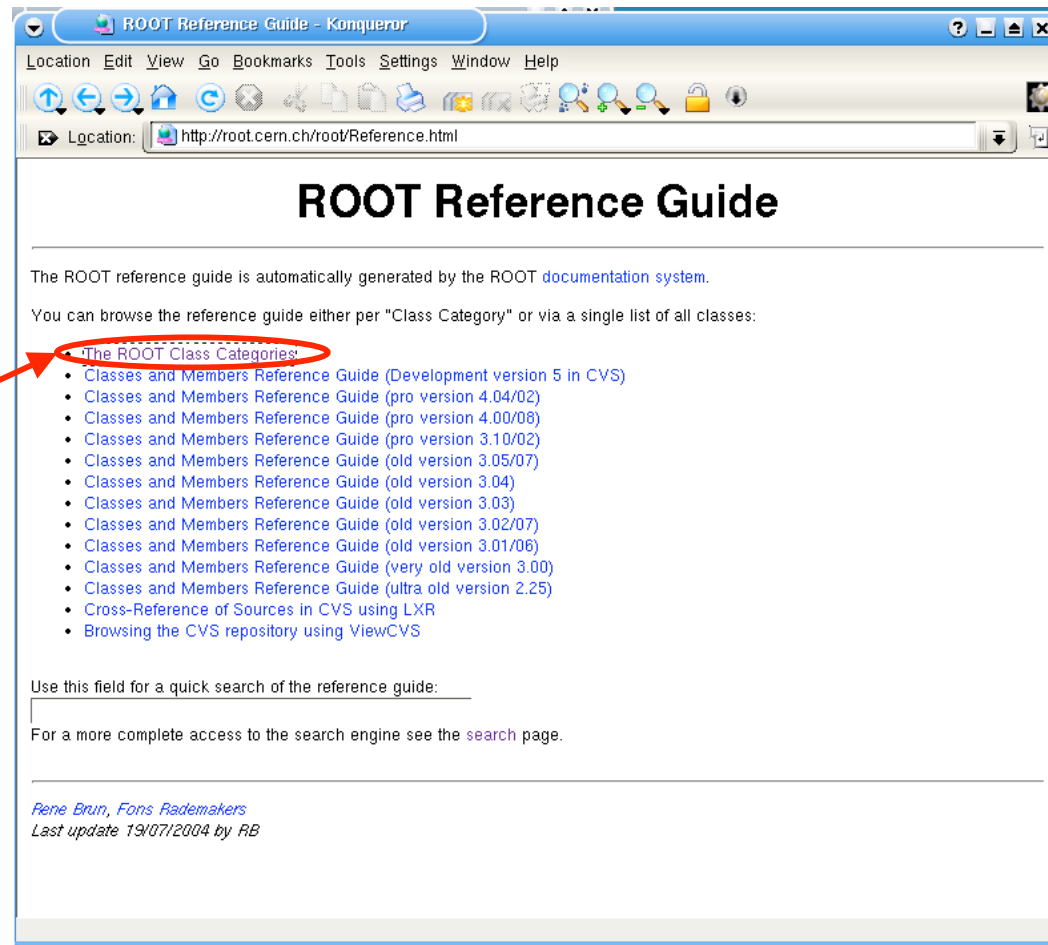 ROOT Reference Guide - Konqueror
Location Edit View Go Bookmarks Tools Settings Window Help
Location: http://root.cern.ch/root/Reference.html
ROOT Reference Guide
The ROOT reference guide is automatically generated by the ROOT documentation system.
You can browse the reference guide either per "Class Category" or via a single list of all classes:
• The ROOT Class Categories
• Classes and Members Reference Guide (Development version 5 in CVS)
• Classes and Members Reference Guide (pro version 4.04/02)
• Classes and Members Reference Guide (pro version 4.00/08)
• Classes and Members Reference Guide (pro version 3.10/02)
• Classes and Members Reference Guide (old version 3.05/07)
• Classes and Members Reference Guide (old version 3.04)
• Classes and Members Reference Guide (old version 3.03)
• Classes and Members Reference Guide (old version 3.02/07)
• Classes and Members Reference Guide (old version 3.01/06)
• Classes and Members Reference Guide (very old version 3.00)
• Classes and Members Reference Guide (ultra old version 2.25)
• Cross-Reference of Sources in CVS using LXR
• Browsing the CVS repository using ViewCVS
Use this field for a quick search of the reference guide:
For a more complete access to the search engine see the search page.
Rene Brun, Fons Rademakers
Last update 19/07/2004 by RB